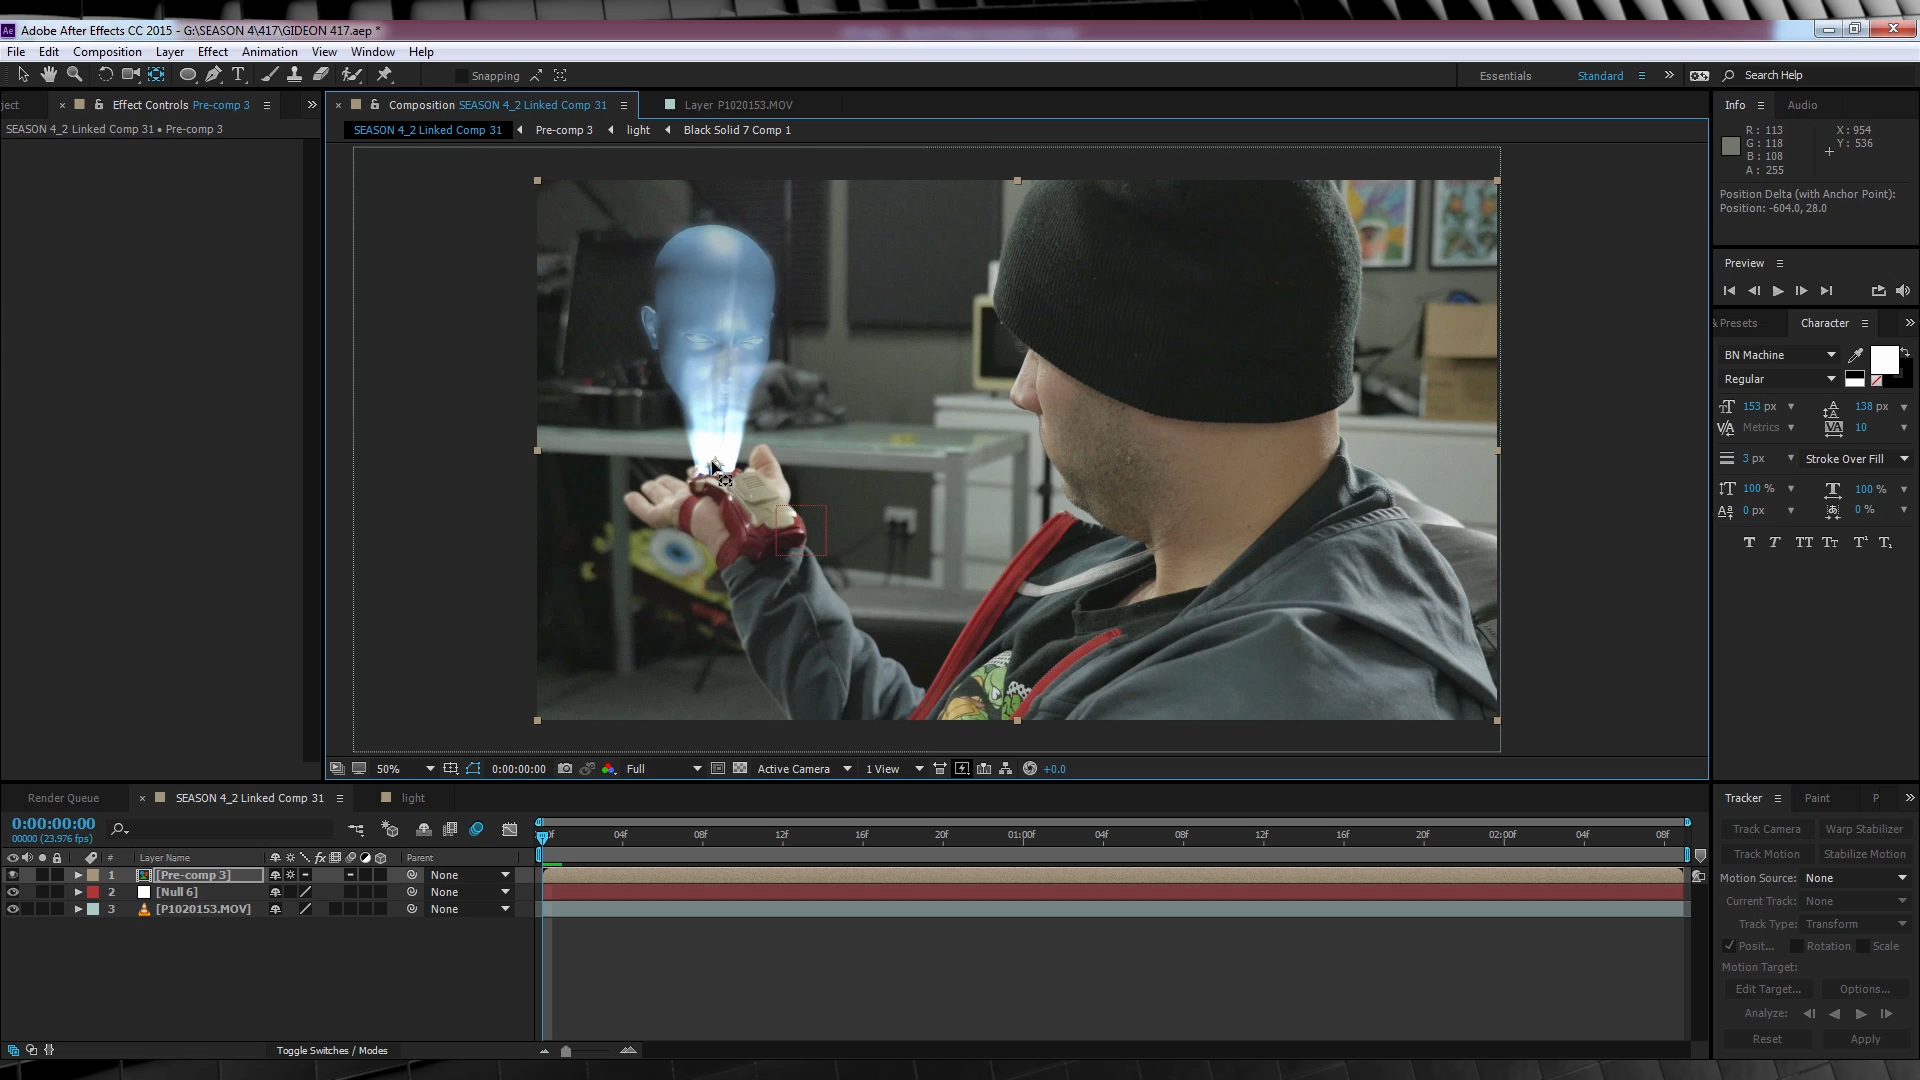 Adobe After Effects CC 2015 - G:\SEASON 4\417\GIDEON 417.aep *
File Edit Composition Layer Effect Animation View Window Help
Snapping
Essentials Standard Search Help
ject Effect Controls Pre-comp 3
SEASON 4_2 Linked Comp 31 • Pre-comp 3
Composition SEASON 4_2 Linked Comp 31 Layer P1020153.MOV
SEASON 4_2 Linked Comp 31 Pre-comp 3 light Black Solid 7 Comp 1
Info Audio
R : 113 X : 954
G : 118 Y : 536
B : 108
A : 255
Position Delta (with Anchor Point):
Position: -604.0, 28.0
Preview
& Presets Character
BN Machine
Regular
153 px 138 px
Metrics 10
3 px Stroke Over Fill
100 % 100 %
0 px 0 %
50% 0:00:00:00 Full Active Camera 1 View +0.0
Render Queue SEASON 4_2 Linked Comp 31 light
0:00:00:00
00000 (23.976 fps)
04f 08f 12f 16f 20f 01:00f 04f 08f 12f 16f 20f 02:00f 04f 08f
# Layer Name Parent
1 [Pre-comp 3] None
2 [Null 6] None
3 [P1020153.MOV] None
Toggle Switches / Modes
Tracker Paint P
Track Camera Warp Stabilizer
Track Motion Stabilize Motion
Motion Source: None
Current Track: None
Track Type: Transform
Posit... Rotation Scale
Motion Target:
Edit Target... Options...
Analyze:
Reset Apply